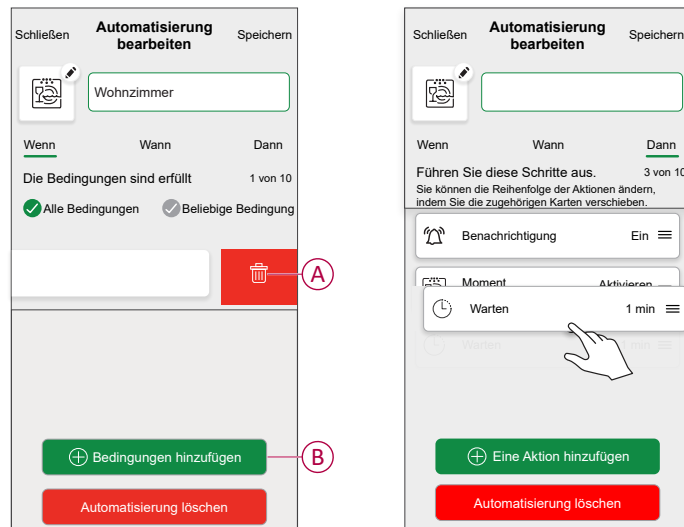 Schließen
Automatisierung
bearbeiten
Speichern
Wohnzimmer
Wenn
Wann
Dann
Die Bedingungen sind erfüllt
1 von 10
Alle Bedingungen
Beliebige Bedingung
A
Bedingungen hinzufügen
B
Automatisierung löschen
Schließen
Automatisierung
bearbeiten
Speichern
Wenn
Wann
Dann
Führen Sie diese Schritte aus.
3 von 10
Sie können die Reihenfolge der Aktionen ändern,
indem Sie die zugehörigen Karten verschieben.
Benachrichtigung
Ein
Moment
Aktivieren
Warten
1 min
Warten
1 min
Eine Aktion hinzufügen
Automatisierung löschen